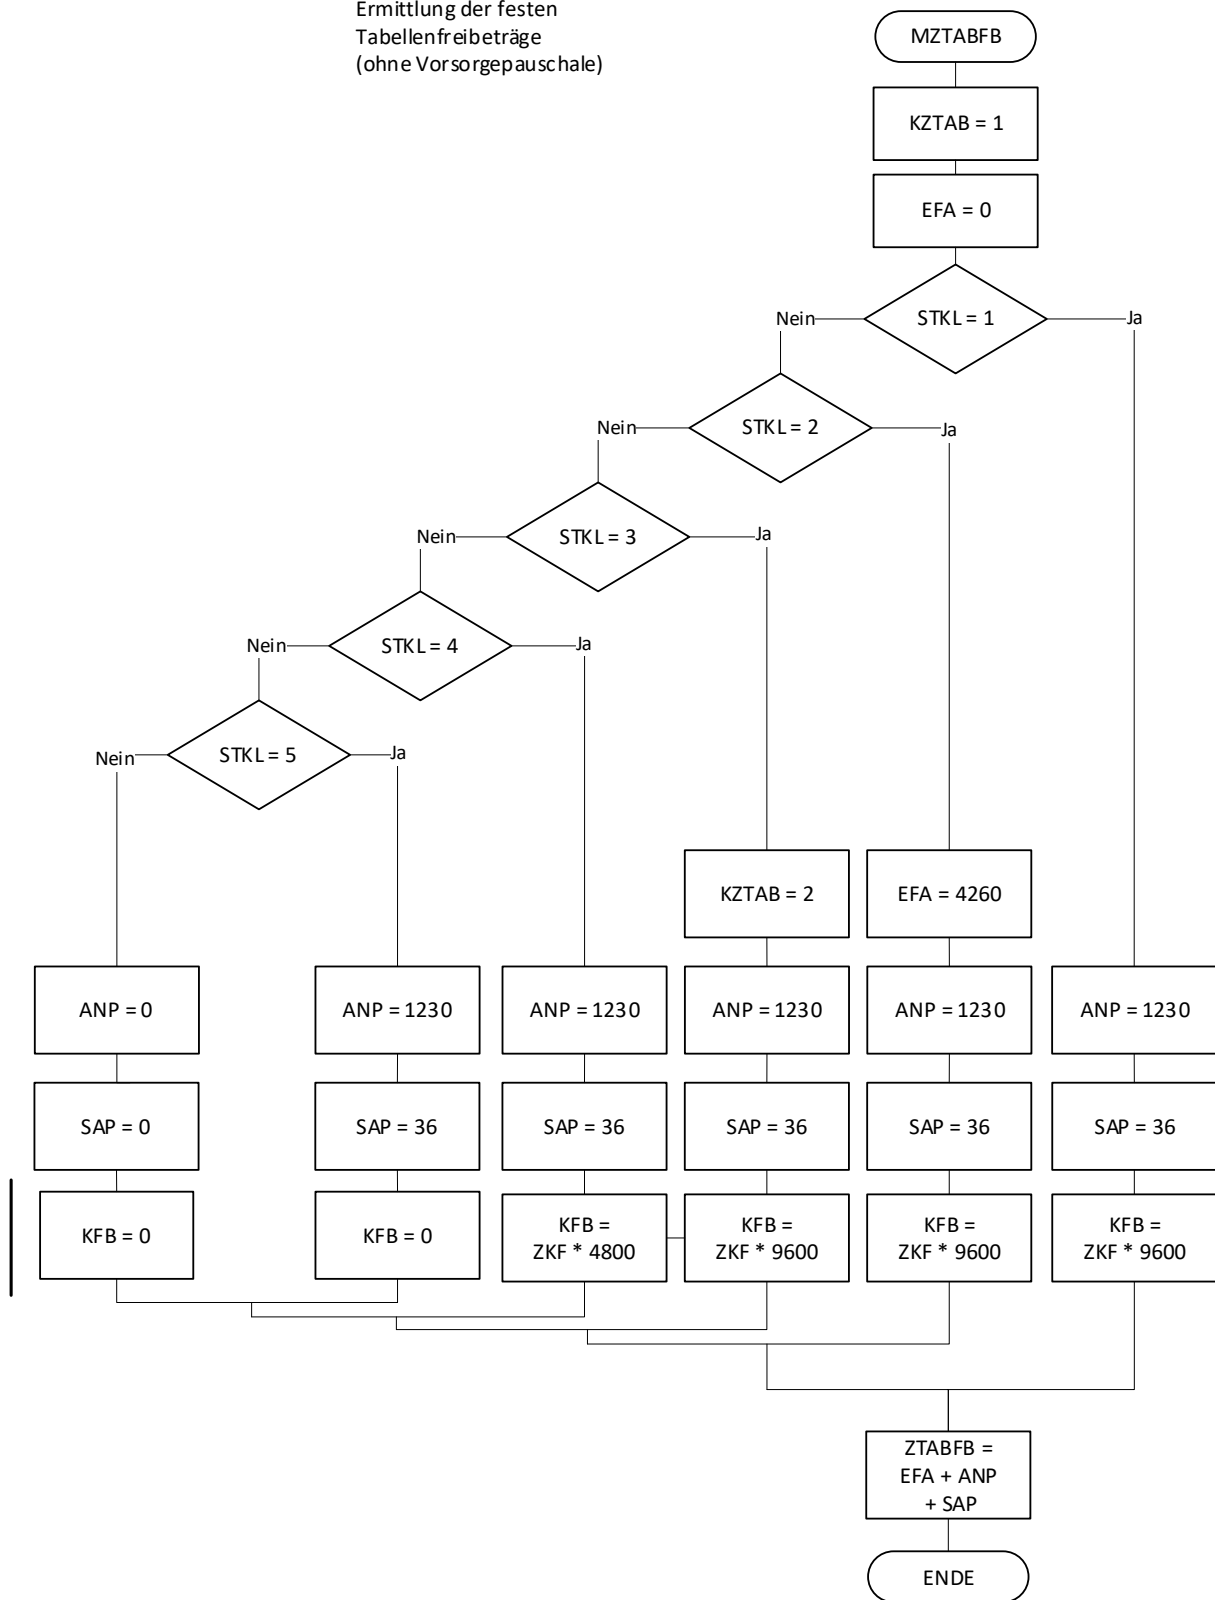 Ermittlung der festen
Tabellenfreibeträge
(ohne Vorsorgepauschale)
MZTABFB
KZTAB = 1
EFA = 0
STKL = 1
Nein
Ja
STKL = 2
Nein
Ja
STKL = 3
Nein
Ja
STKL = 4
Nein
Ja
STKL = 5
Nein
Ja
KZTAB = 2
EFA = 4260
ANP = 0
ANP = 1230
ANP = 1230
ANP = 1230
ANP = 1230
ANP = 1230
SAP = 0
SAP = 36
SAP = 36
SAP = 36
SAP = 36
SAP = 36
KFB = 0
KFB = 0
KFB =
ZKF * 4800
KFB =
ZKF * 9600
KFB =
ZKF * 9600
KFB =
ZKF * 9600
ZTABFB =
EFA + ANP
+ SAP
ENDE